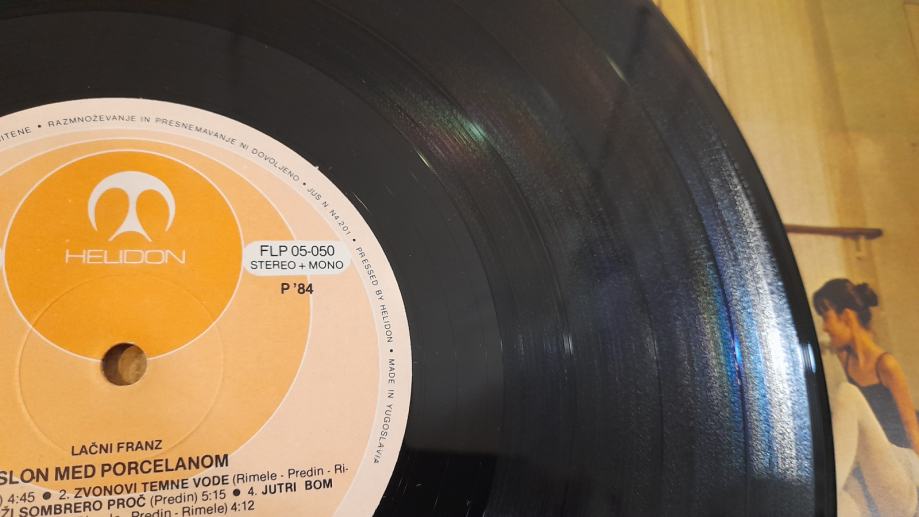 ITENE • RAZMNOŽEVANJE IN PRESNEMAVANJE NI DOVOLJENO • JUS N N4.201 • PRESSED BY HELIDON • MADE IN YUGOSLAVIA
HELIDON
FLP 05-050
STEREO + MONO
P '84
LAČNI FRANZ
SLON MED PORCELANOM
) 4:45 ● 2. ZVONOVI TEMNE VODE (Rimele - Predin - Ri-
ŽI SOMBRERO PROČ (Predin) 5:15 ● 4. JUTRI BOM
- Predin - Rimele) 4:12